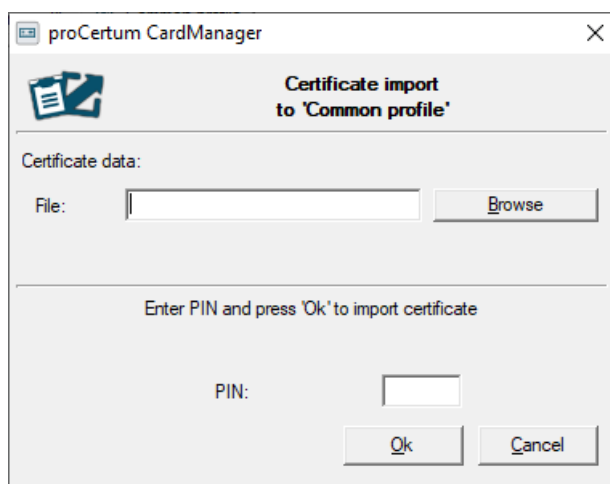 proCertum CardManager
Certificate import
to 'Common profile'
Certificate data:
File:
Browse
Enter PIN and press 'Ok' to import certificate
PIN:
Ok
Cancel